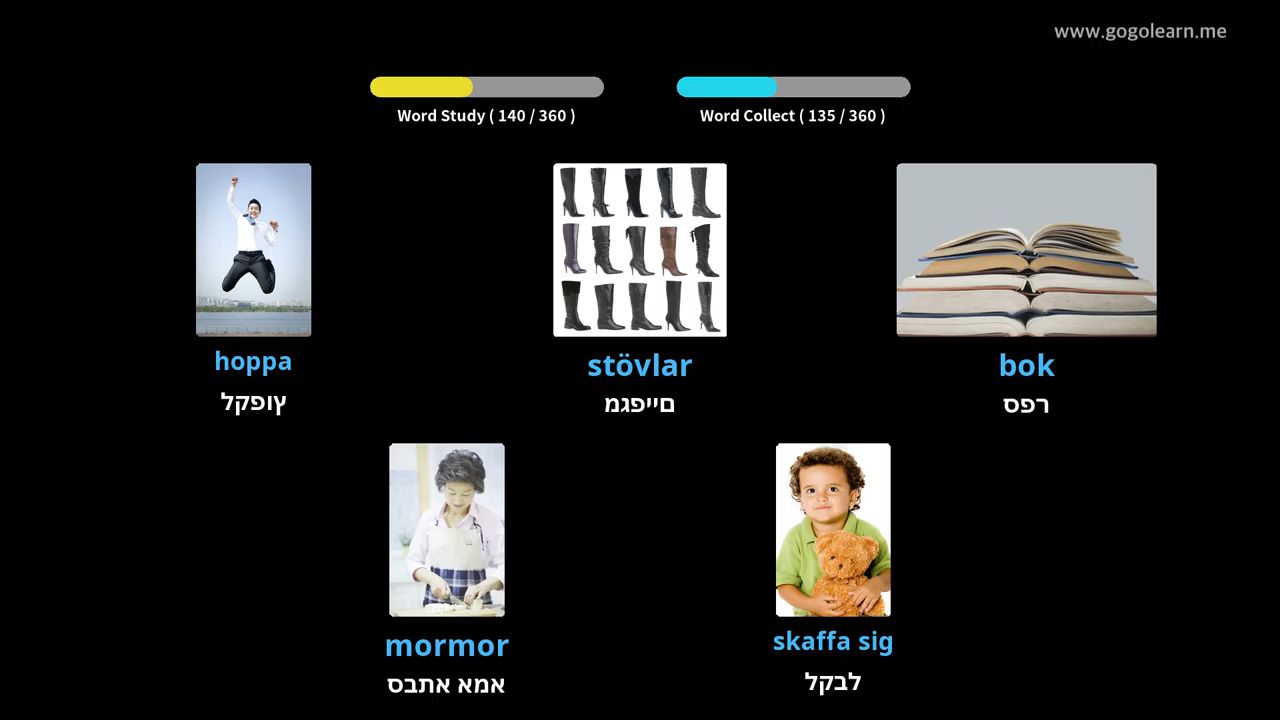 www.gogolearn.me
Word Study ( 140 / 360 )
Word Collect ( 135 / 360 )
hoppa
ץופקל
stövlar
םייפגמ
bok
רפס
mormor
אמא אתבס
skaffa sig
לבקל